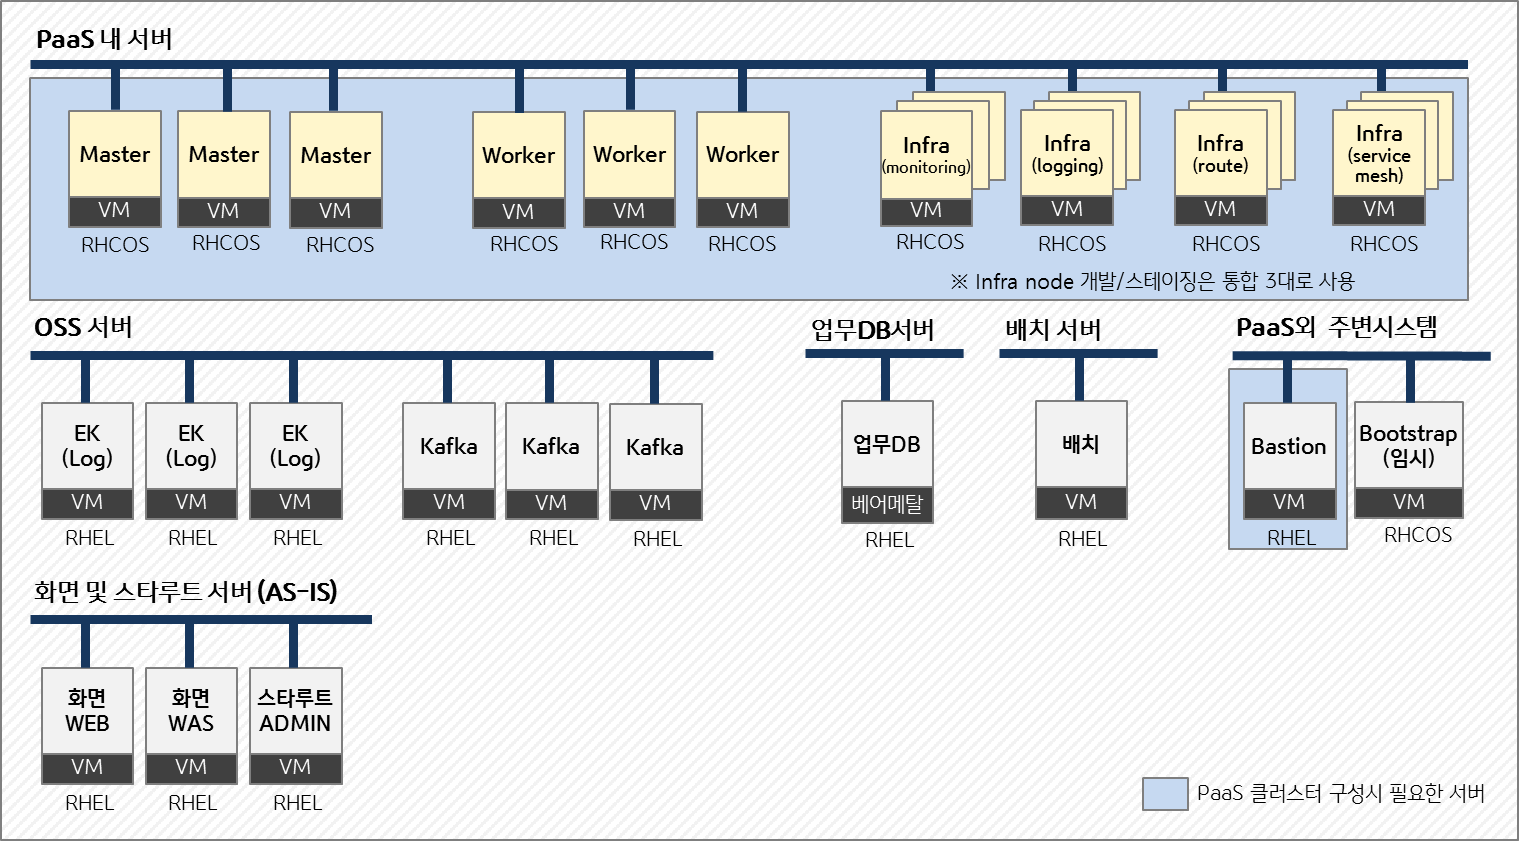 PaaS 내 서버
Master Master Master Worker Worker Worker Infra Infra Infra Infra
(monitoring) (logging) (route) (service
mesh)
VM VM VM VM VM VM VM VM VM VM
RHCOS RHCOS RHCOS RHCOS RHCOS RHCOS RHCOS RHCOS RHCOS RHCOS
※ Infra node 개발/스테이징은 통합 3대로 사용
OSS 서버
EK EK EK Kafka Kafka Kafka
(Log) (Log) (Log)
VM VM VM VM VM VM
RHEL RHEL RHEL RHEL RHEL RHEL
업무DB서버
업무DB
베어메탈
RHEL
배치 서버
배치
VM
RHEL
PaaS외 주변시스템
Bastion
VM
RHEL
Bootstrap
(임시)
VM
RHCOS
화면 및 스타루트 서버 (AS-IS)
화면 화면 스타루트
WEB WAS ADMIN
VM VM VM
RHEL RHEL RHEL
PaaS 클러스터 구성시 필요한 서버